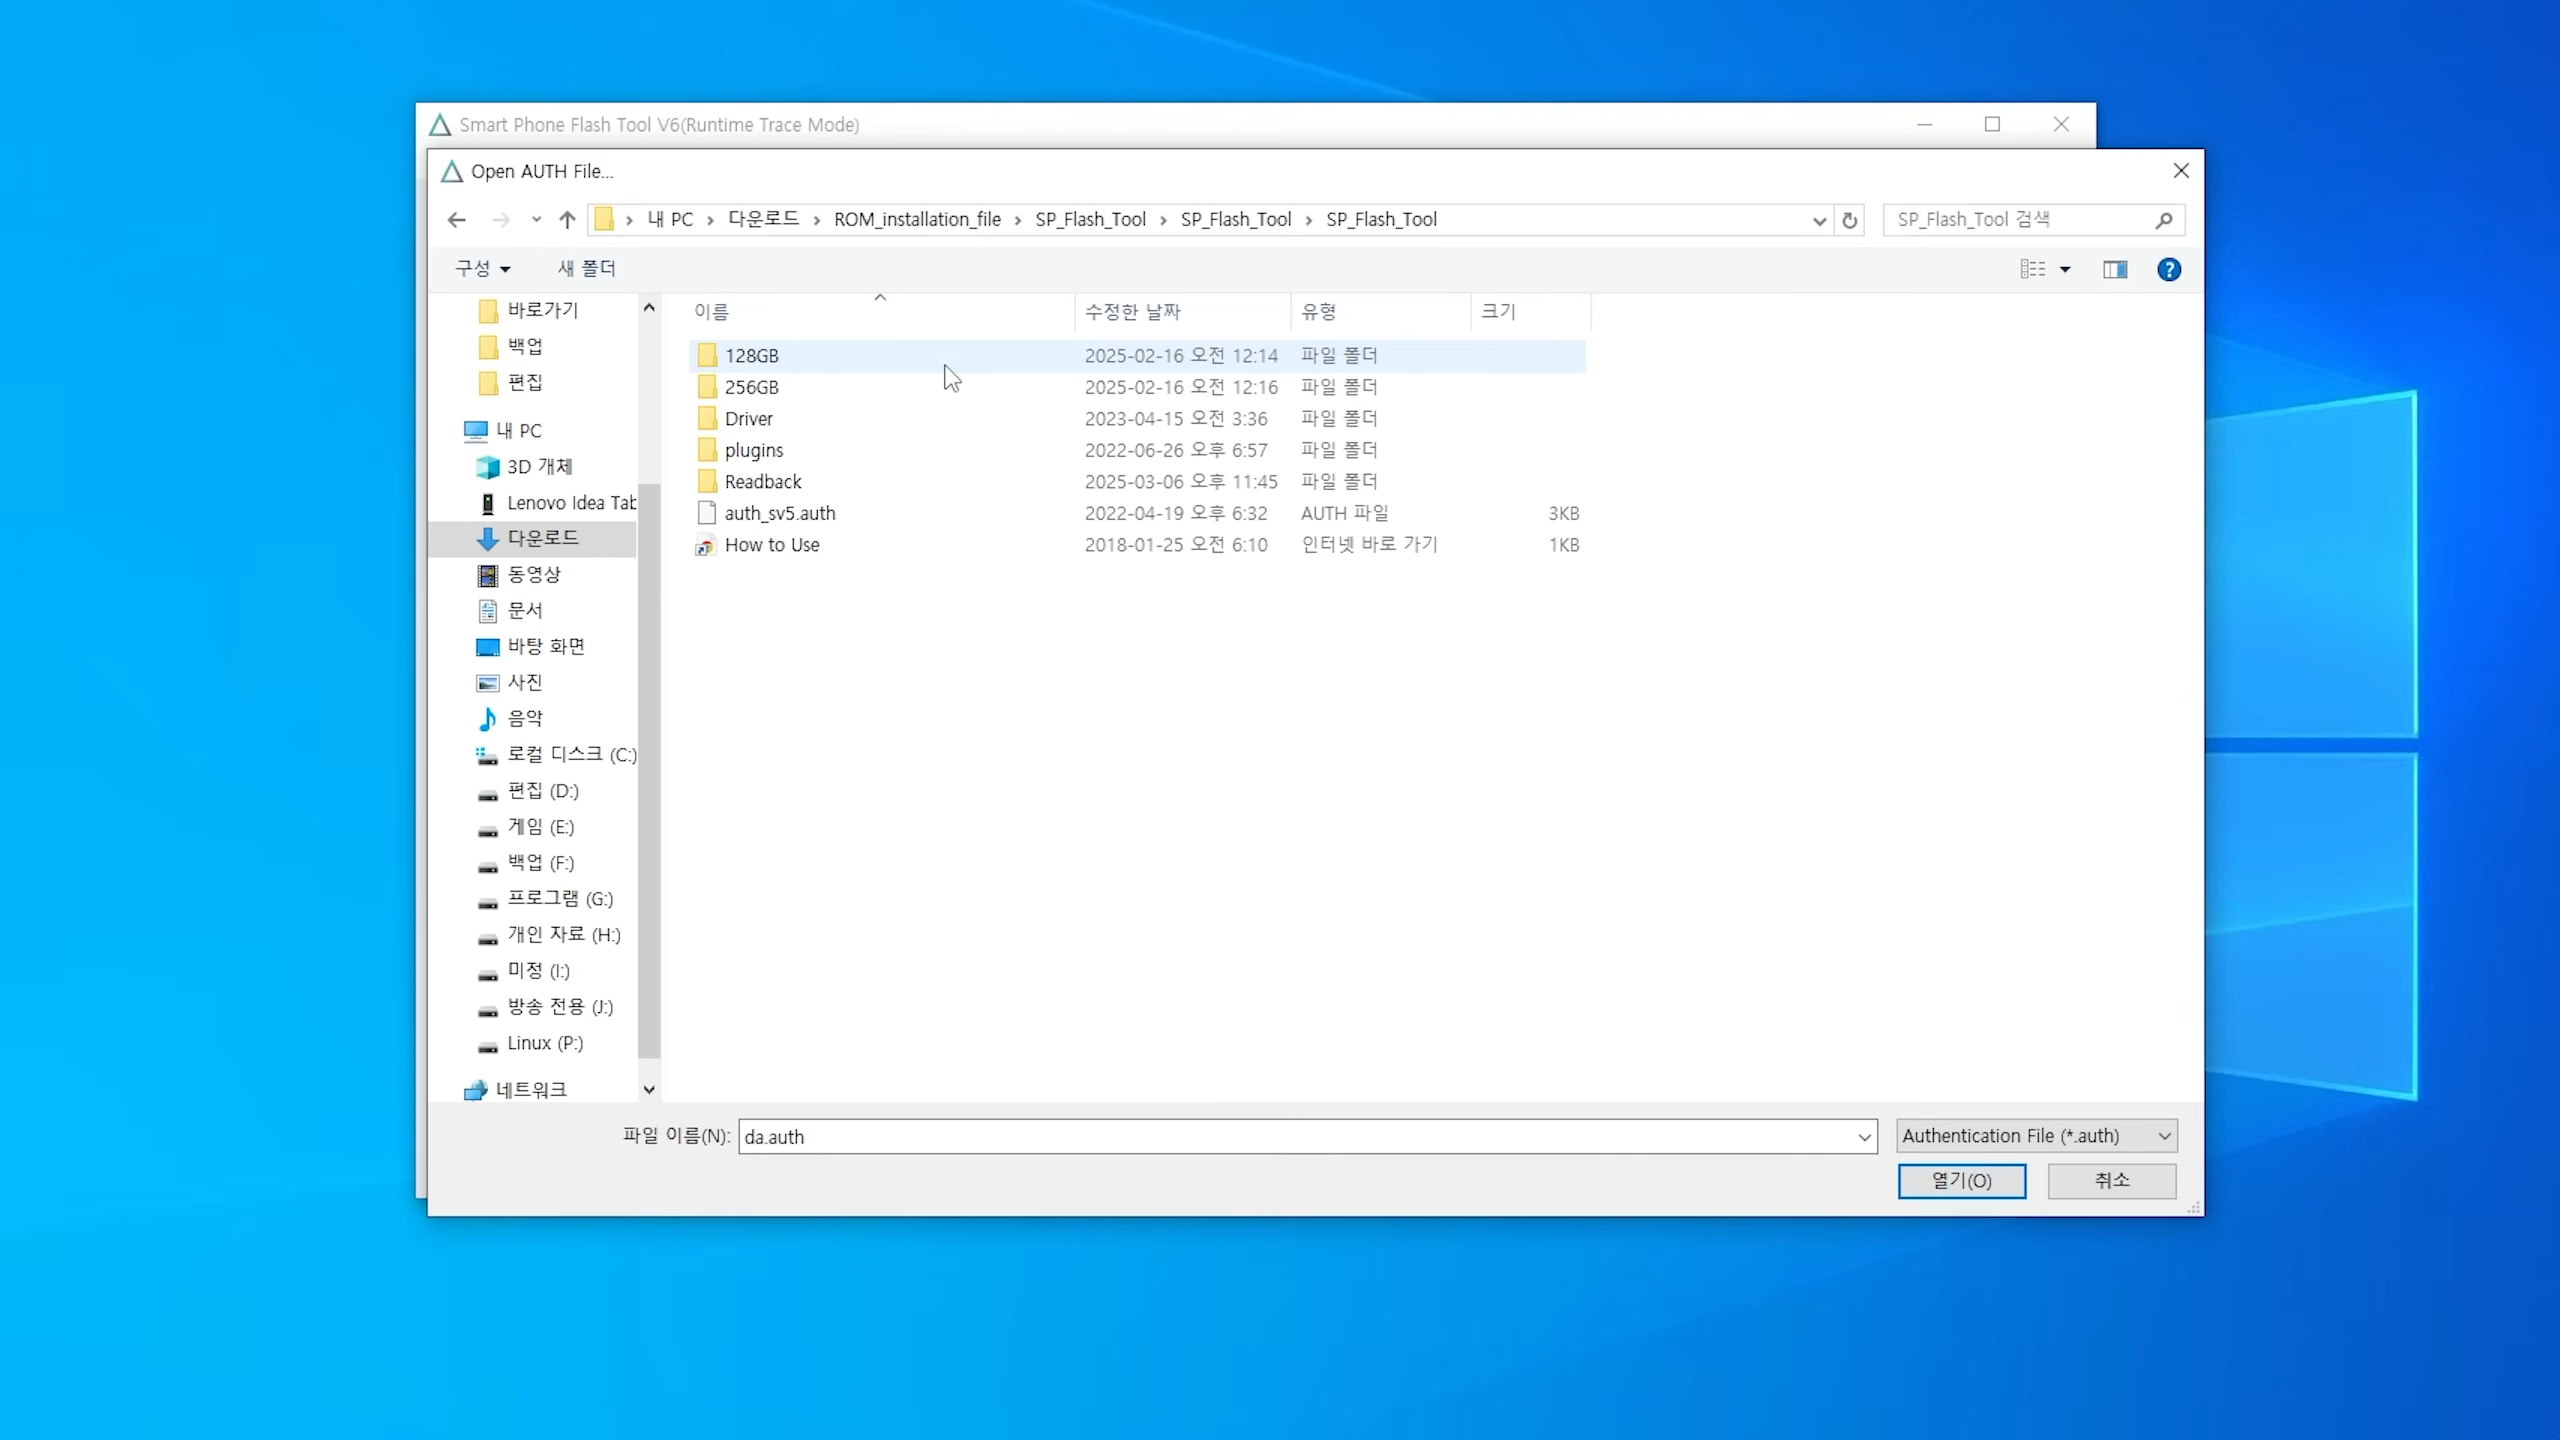 Smart Phone Flash Tool V6(Runtime Trace Mode)
Open AUTH File...
내 PC 다운로드 ROM_installation_file SP_Flash_Tool SP_Flash_Tool SP_Flash_Tool
SP_Flash_Tool 검색
구성 새 폴더
바로가기
백업
편집
내 PC
3D 개체
Lenovo Idea Tab
다운로드
동영상
문서
바탕 화면
사진
음악
로컬 디스크 (C:)
편집 (D:)
게임 (E:)
백업 (F:)
프로그램 (G:)
개인 자료 (H:)
미정 (I:)
방송 전용 (J:)
Linux (P:)
네트워크
이름 수정한 날짜 유형 크기
128GB 2025-02-16 오전 12:14 파일 폴더
256GB 2025-02-16 오전 12:16 파일 폴더
Driver 2023-04-15 오전 3:36 파일 폴더
plugins 2022-06-26 오후 6:57 파일 폴더
Readback 2025-03-06 오후 11:45 파일 폴더
auth_sv5.auth 2022-04-19 오후 6:32 AUTH 파일 3KB
How to Use 2018-01-25 오전 6:10 인터넷 바로 가기 1KB
파일 이름(N): da.auth Authentication File (*.auth)
열기(O) 취소